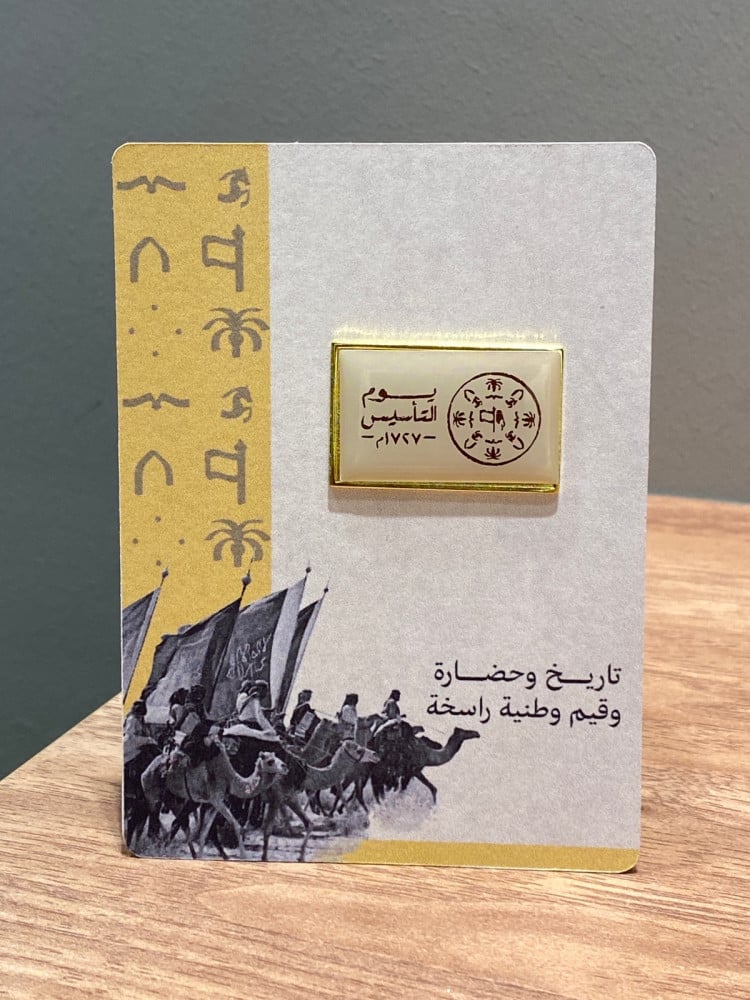 يوم
التأسيس
١٧٢٧م
تاريخ وحضارة
وقيم وطنية راسخة